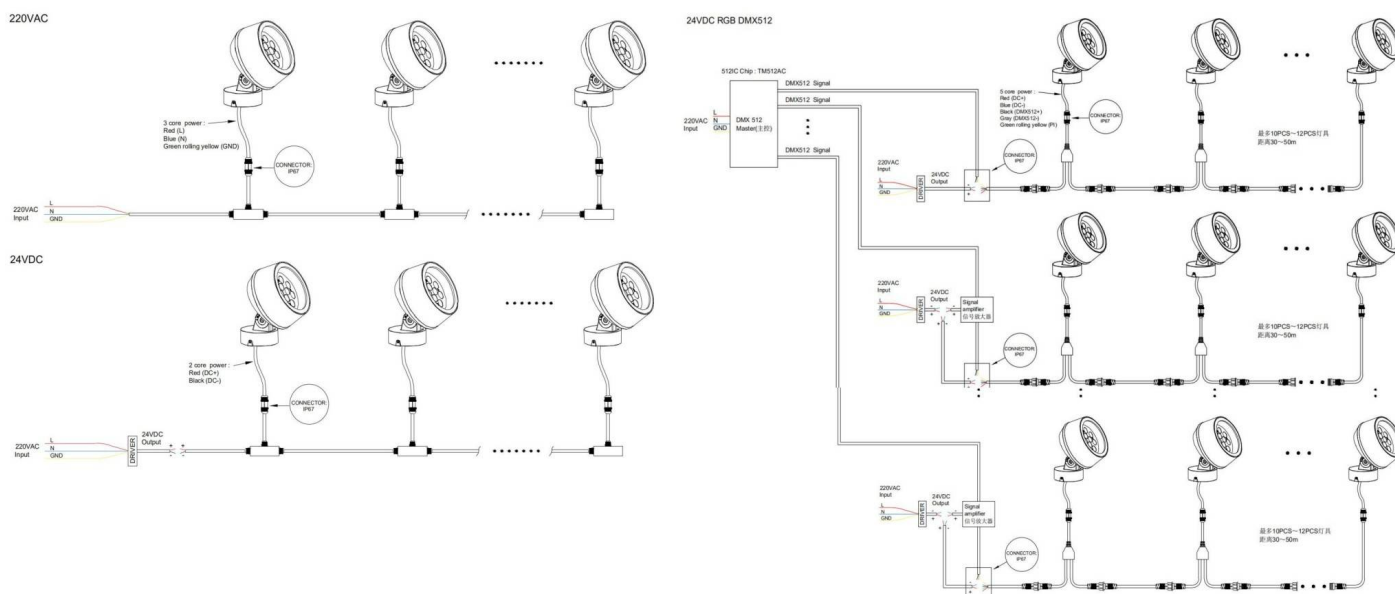 220VAC
3 core power :
Red (L)
Blue (N)
Green rolling yellow (GND)
CONNECTOR:
IP67
220VAC
Input
L
N
GND
24VDC
2 core power :
Red (DC+)
Black (DC-)
CONNECTOR:
IP67
220VAC
Input
L
N
GND
DRIVER
24VDC
Output
+ +
- -
24VDC RGB DMX512
512IC Chip : TM512AC
220VAC
Input
L
N
GND
DMX 512
Master(主控)
DMX512 Signal
DMX512 Signal
DMX512 Signal
5 core power :
Red (DC+)
Blue (DC-)
Black (DMX512+)
Gray (DMX512-)
Green rolling yellow (PI)
CONNECTOR:
IP67
CONNECTOR:
IP67
220VAC
Input
L
N
GND
DRIVER
24VDC
Output
最多10PCS~12PCS灯具
距离30~50m
220VAC
Input
L
N
GND
DRIVER
24VDC
Output
Signal
amplifier
信号放大器
CONNECTOR:
IP67
最多10PCS~12PCS灯具
距离30~50m
220VAC
Input
L
N
GND
DRIVER
24VDC
Output
Signal
amplifier
信号放大器
CONNECTOR:
IP67
最多10PCS~12PCS灯具
距离30~50m